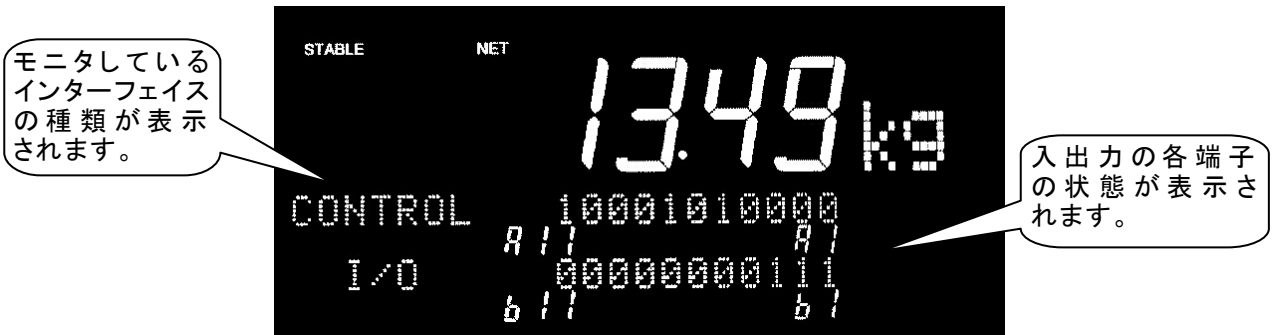 モニタしている
インターフェイス
の種類が表示
されます。
STABLE NET
13.49 kg
CONTROL 10001010000
A11 A1
I/O 00000000111
b11 b1
入出力の各端子
の状態が表示さ
れます。